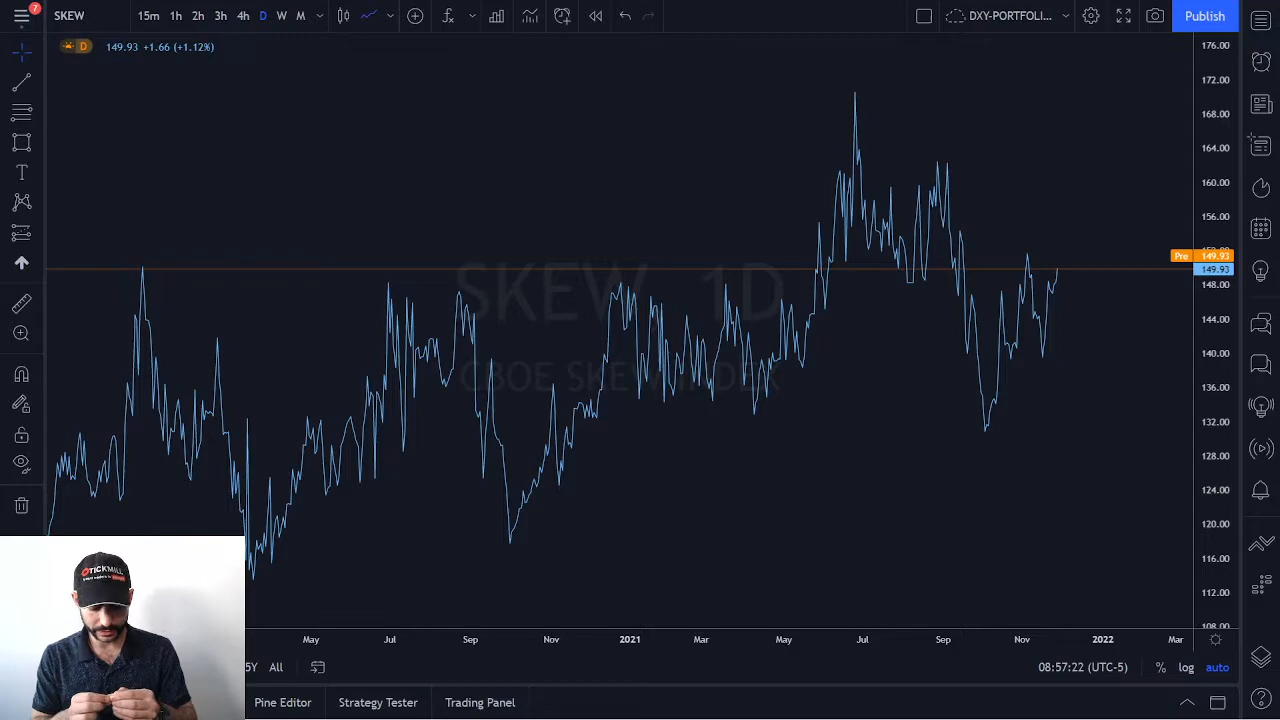 7
SKEW
15m 1h 2h 3h 4h D W M
DXY-PORTFOLI...
Publish
D 149.93 +1.66 (+1.12%)
176.00
172.00
168.00
164.00
160.00
156.00
Pre 149.93
149.93
148.00
144.00
140.00
136.00
132.00
128.00
124.00
120.00
116.00
112.00
108.00
SKEW, 1D
CBOE SKEW INDEX
TICKMILL
May Jul Sep Nov 2021 Mar May Jul Sep Nov 2022 Mar
5Y All
08:57:22 (UTC-5)
% log auto
Pine Editor Strategy Tester Trading Panel